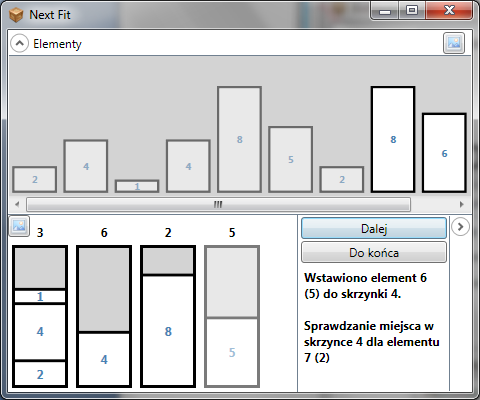 Next Fit
Elementy
2 4 1 4 8 5 2 8 6
3 6 2 5
1
4
2
4
8
5
Dalej
Do końca
Wstawiono element 6
(5) do skrzynki 4.
Sprawdzanie miejsca w
skrzynce 4 dla elementu
7 (2)